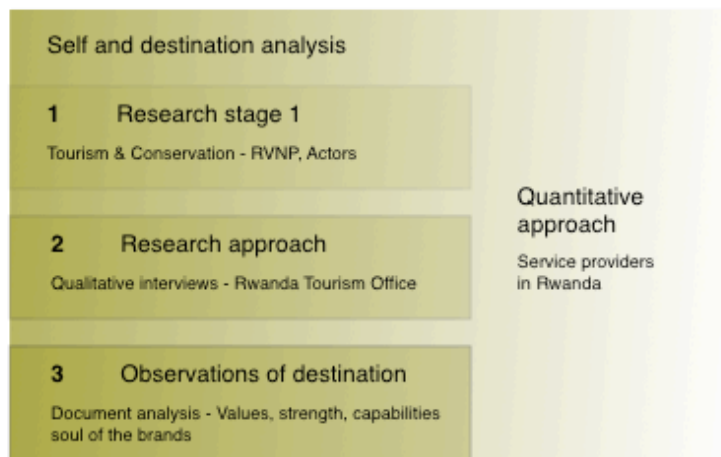 Self and destination analysis
1 Research stage 1
Tourism & Conservation - RVNP, Actors
2 Research approach
Qualitative interviews - Rwanda Tourism Office
3 Observations of destination
Document analysis - Values, strength, capabilities
soul of the brands
Quantitative
approach
Service providers
in Rwanda